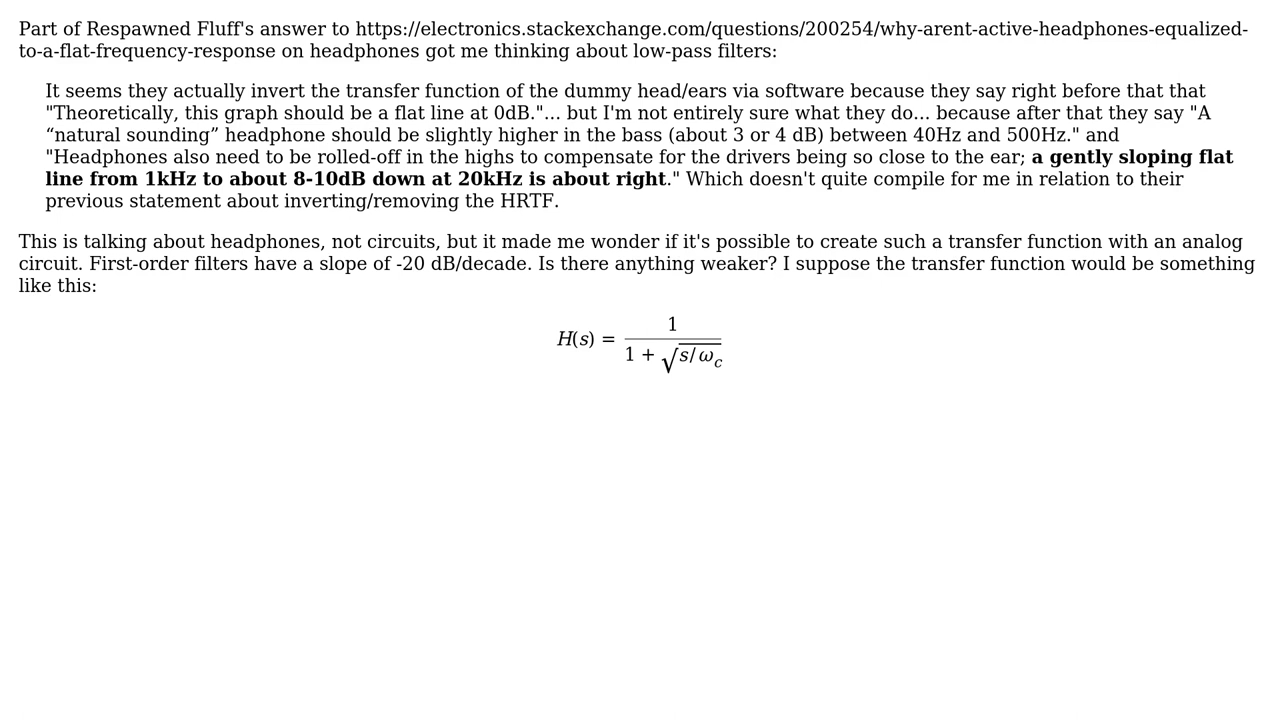 Part of Respawned Fluff's answer to https://electronics.stackexchange.com/questions/200254/why-arent-active-headphones-equalized-
to-a-flat-frequency-response on headphones got me thinking about low-pass filters:
It seems they actually invert the transfer function of the dummy head/ears via software because they say right before that that
"Theoretically, this graph should be a flat line at 0dB."... but I'm not entirely sure what they do... because after that they say "A
“natural sounding” headphone should be slightly higher in the bass (about 3 or 4 dB) between 40Hz and 500Hz." and
"Headphones also need to be rolled-off in the highs to compensate for the drivers being so close to the ear; a gently sloping flat
line from 1kHz to about 8-10dB down at 20kHz is about right." Which doesn't quite compile for me in relation to their
previous statement about inverting/removing the HRTF.
This is talking about headphones, not circuits, but it made me wonder if it's possible to create such a transfer function with an analog
circuit. First-order filters have a slope of -20 dB/decade. Is there anything weaker? I suppose the transfer function would be something
like this:
H(s) = 1 / (1 + √(s/ω_c))